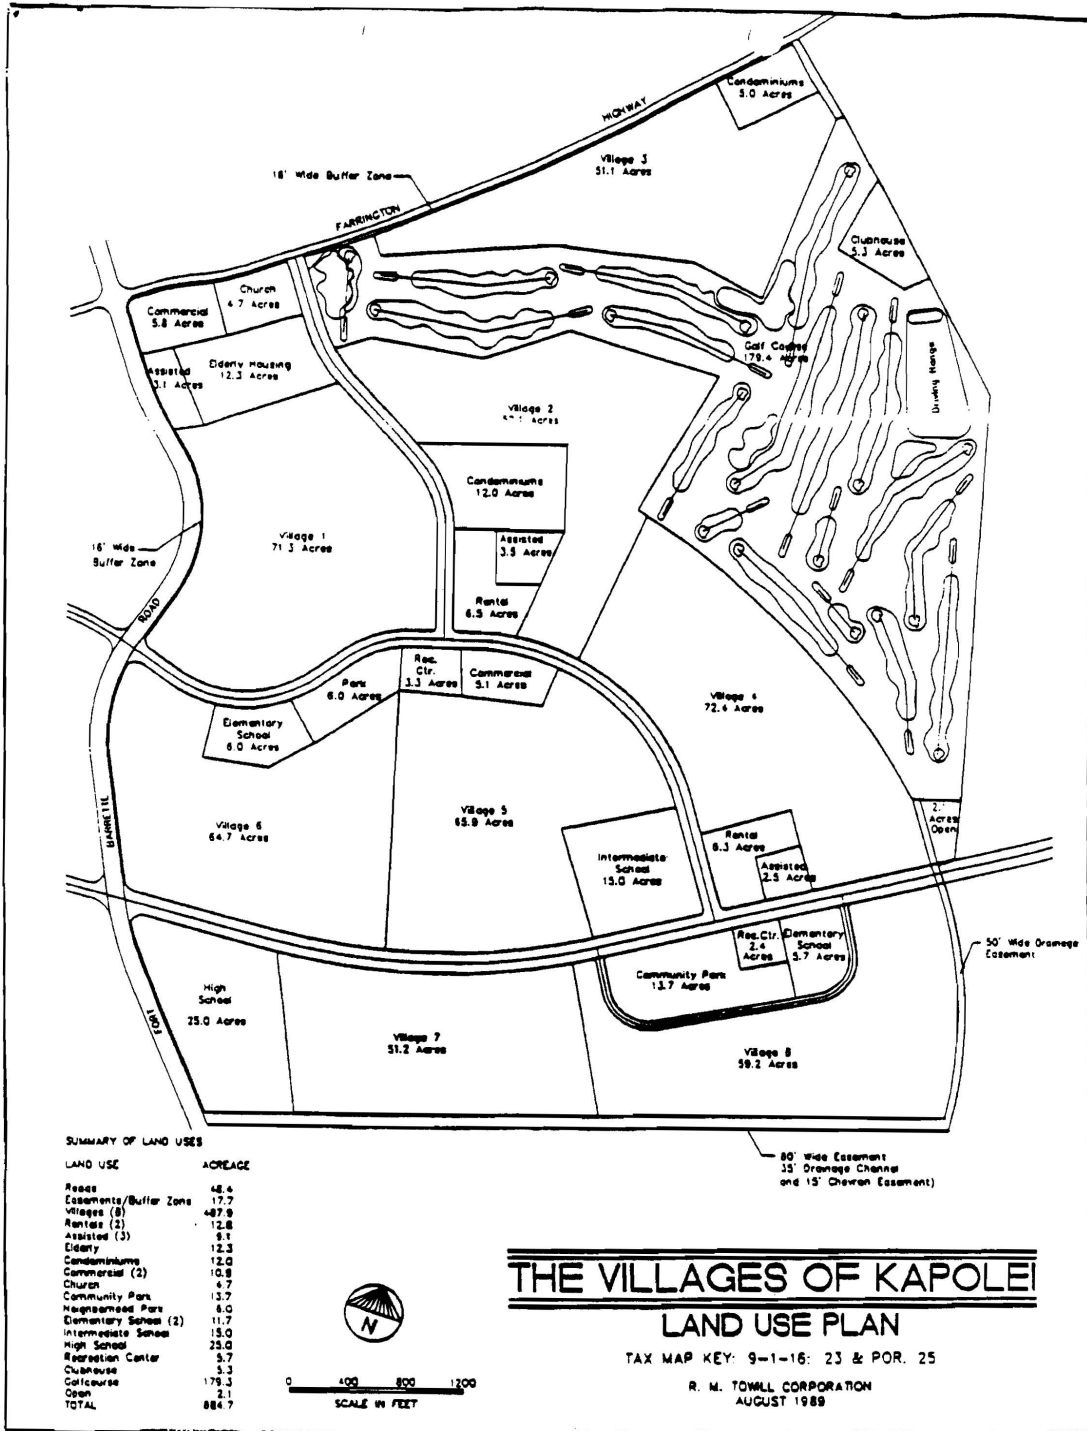 Condominiums
5.0 Acres
HIGHWAY
Village 3
51.1 Acres
18' Wide Buffer Zone
FARRINGTON
Clubhouse
5.3 Acres
Church
4.7 Acres
Commercial
5.8 Acres
Golf Course
179.4 Acres
Assisted
3.1 Acres
Elderly Housing
12.3 Acres
Driving Range
Village 2
Acres
Condominiums
12.0 Acres
Village 1
71.3 Acres
Assisted
3.5 Acres
16' Wide
Buffer Zone
Rental
6.5 Acres
ROAD
Rec.
Ctr.
3.3 Acres
Commercial
5.1 Acres
Park
6.0 Acres
Village 4
72.4 Acres
Elementary
School
6.0 Acres
BARRETTE
Village 6
64.7 Acres
Village 5
65.9 Acres
2.1
Acres
Open
Rental
6.3 Acres
Intermediate
School
15.0 Acres
Assisted
2.5 Acres
Rec. Ctr.
2.4
Acres
Elementary
School
5.7 Acres
50' Wide Drainage
Easement
Community Park
13.7 Acres
High
School
25.0 Acres
FORT
Village 7
51.2 Acres
Village 8
59.2 Acres
80' Wide Easement
35' Drainage Channel
and 15' Chevron Easement)
SUMMARY OF LAND USES
LAND USE ACREAGE
Roads 48.4
Easements/Buffer Zone 17.7
Villages (8) 487.9
Rentals (2) 12.8
Assisted (3) 9.1
Elderly 12.3
Condominiums 12.0
Commercial (2) 10.9
Church 4.7
Community Park 13.7
Neighborhood Park 6.0
Elementary School (2) 11.7
Intermediate School 15.0
High School 25.0
Recreation Center 5.7
Clubhouse 5.3
Golfcourse 179.3
Open 2.1
TOTAL 884.7
N
0 400 800 1200
SCALE IN FEET
THE VILLAGES OF KAPOLEI
LAND USE PLAN
TAX MAP KEY: 9-1-16: 23 & POR. 25
R. M. TOWILL CORPORATION
AUGUST 1989